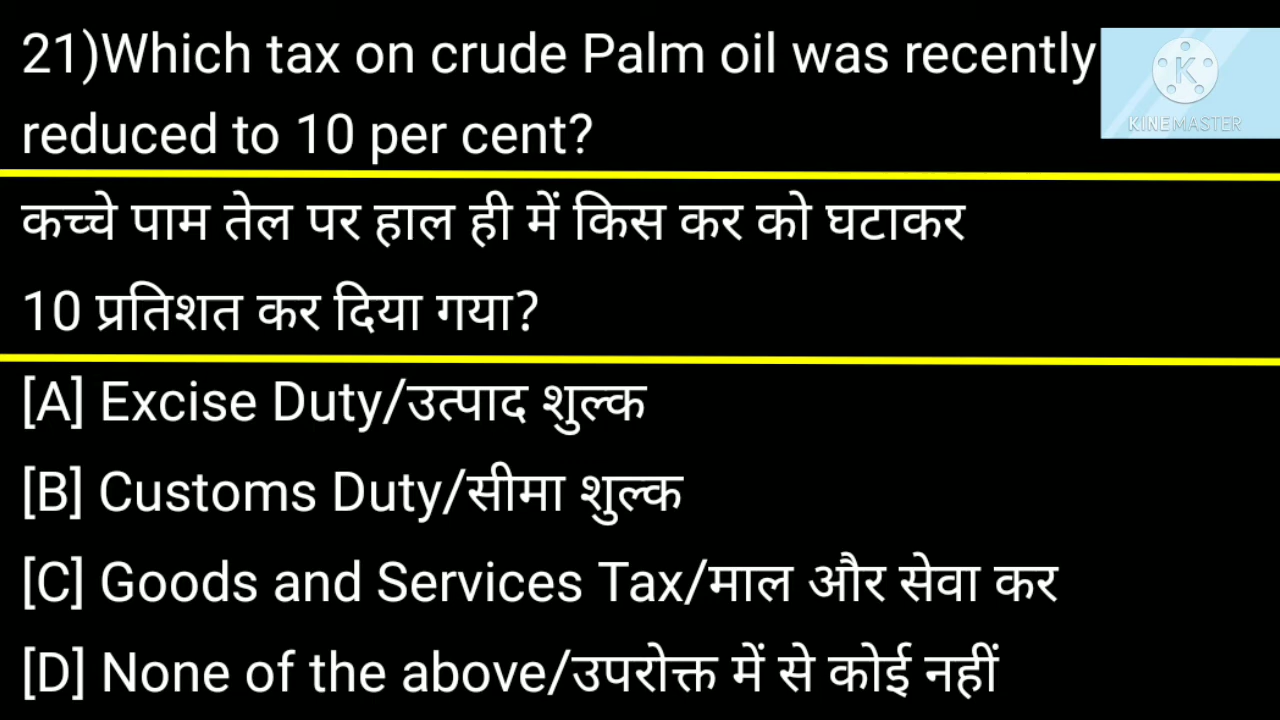 21)Which tax on crude Palm oil was recently
reduced to 10 per cent?
K
KINEMASTER
कच्चे पाम तेल पर हाल ही में किस कर को घटाकर
10 प्रतिशत कर दिया गया?
[A] Excise Duty/उत्पाद शुल्क
[B] Customs Duty/सीमा शुल्क
[C] Goods and Services Tax/माल और सेवा कर
[D] None of the above/उपरोक्त में से कोई नहीं